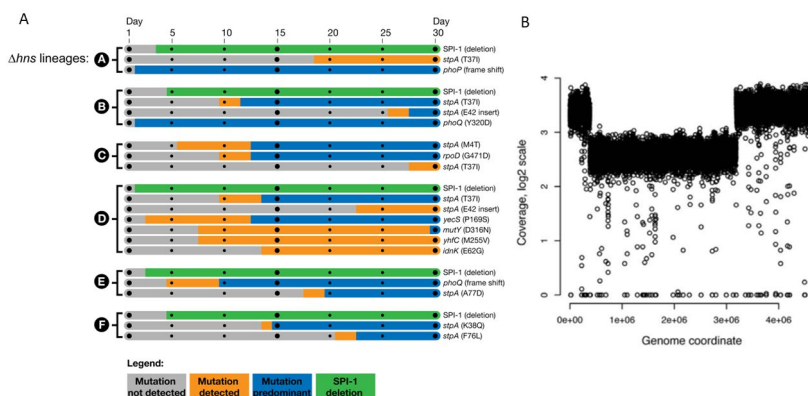 A
B
Day
Day
1
5
10
15
20
25
30
Δhns lineages:
A
SPI-1 (deletion)
stpA (T37I)
phoP (frame shift)
B
SPI-1 (deletion)
stpA (T37I)
stpA (E42 insert)
phoQ (Y320D)
C
stpA (M4T)
rpoD (G471D)
stpA (T37I)
D
SPI-1 (deletion)
stpA (T37I)
stpA (E42 insert)
yecS (P169S)
mutY (D316N)
yhfC (M255V)
idnK (E62G)
E
SPI-1 (deletion)
phoQ (frame shift)
stpA (A77D)
F
SPI-1 (deletion)
stpA (K38Q)
stpA (F76L)
Legend:
Mutation
not detected
Mutation
detected
Mutation
predominant
SPI-1
deletion
Coverage, log2 scale
4
3
2
1
0
0e+00
1e+06
2e+06
3e+06
4e+06
Genome coordinate